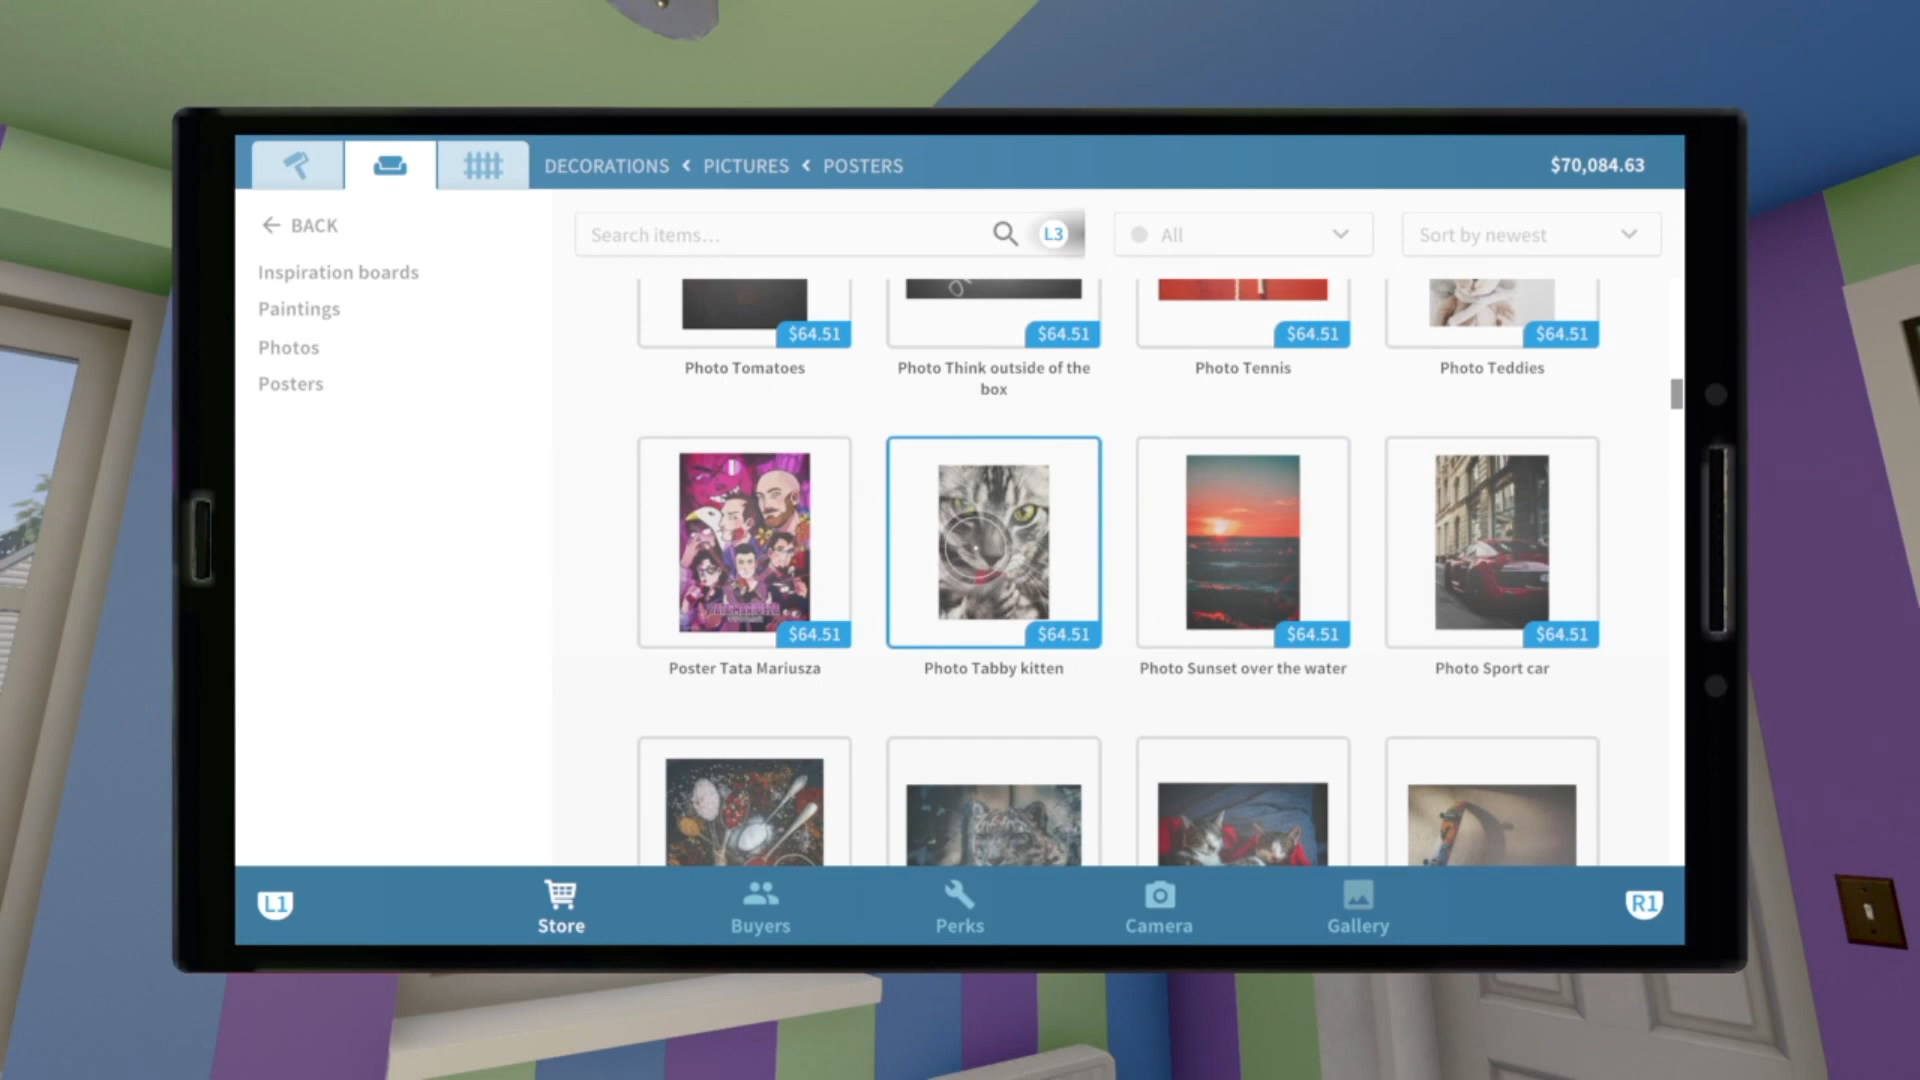 DECORATIONS < PICTURES < POSTERS
$70,084.63
BACK
Inspiration boards
Paintings
Photos
Posters
Search items...
L3
All
Sort by newest
$64.51
$64.51
$64.51
$64.51
Photo Tomatoes
Photo Think outside of the
box
Photo Tennis
Photo Teddies
TATA MARIUSZA
$64.51
$64.51
$64.51
$64.51
Poster Tata Mariusza
Photo Tabby kitten
Photo Sunset over the water
Photo Sport car
L1
Store
Buyers
Perks
Camera
Gallery
R1